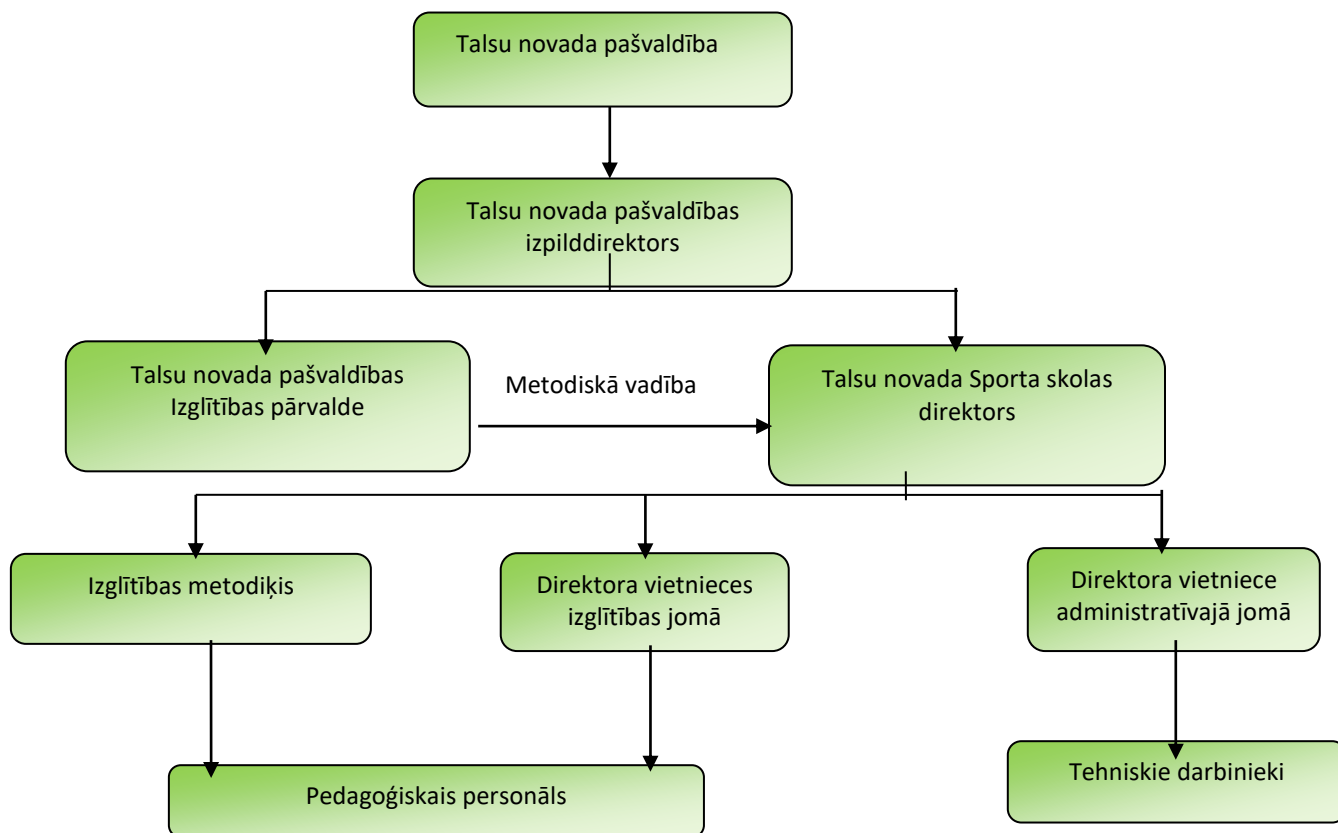 Talsu novada pašvaldība
Talsu novada pašvaldības
izpilddirektors
Talsu novada pašvaldības
Izglītības pārvalde
Metodiskā vadība
Talsu novada Sporta skolas
direktors
Izglītības metodiķis
Direktora vietnieces
izglītības jomā
Direktora vietniece
administratīvajā jomā
Pedagoģiskais personāls
Tehniskie darbinieki